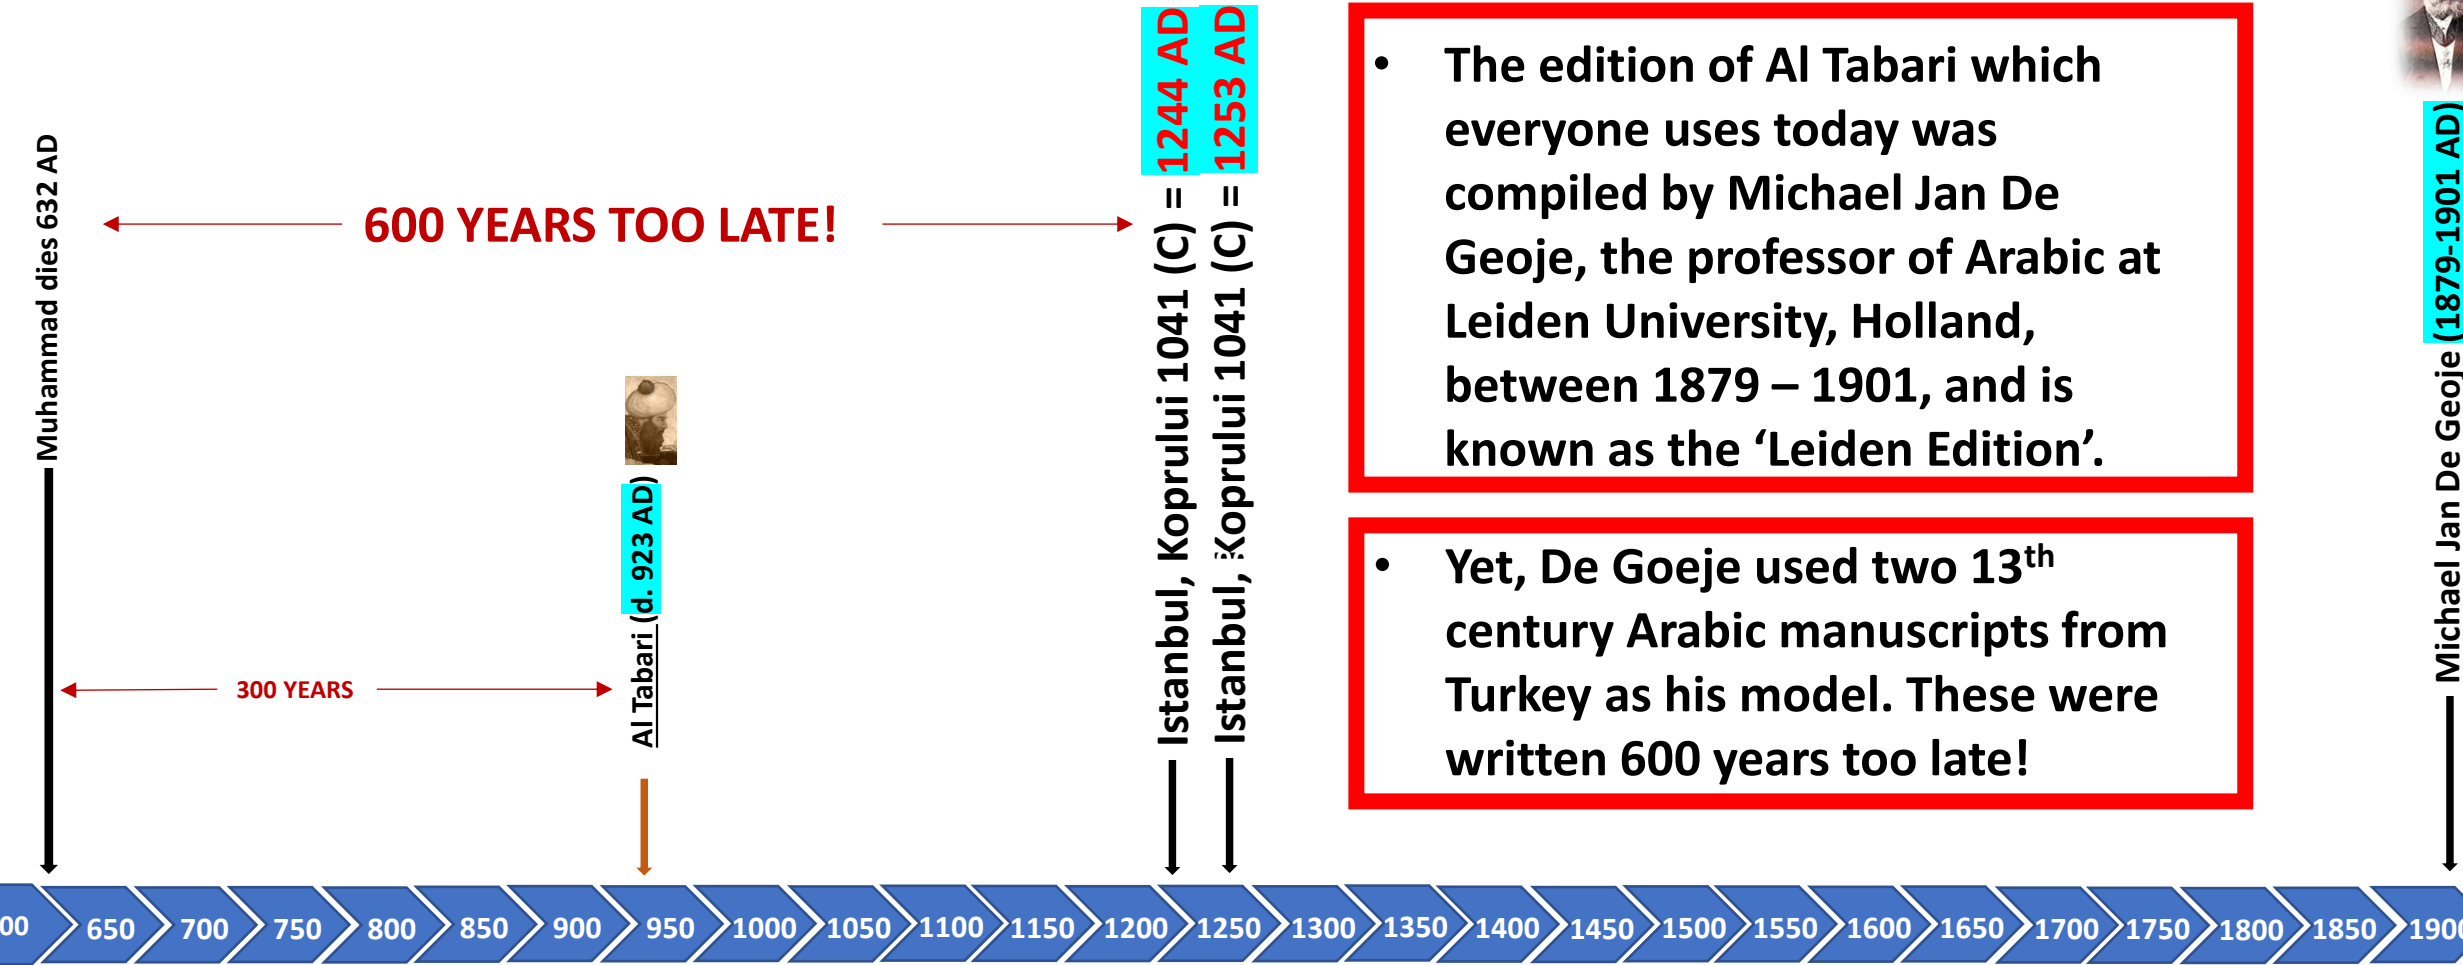 Muhammad dies 632 AD
600 YEARS TOO LATE!
300 YEARS
Al Tabari (d. 923 AD)
Istanbul, Koprului 1041 (C) = 1244 AD
Istanbul, Koprului 1041 (C) = 1253 AD
• The edition of Al Tabari which
everyone uses today was
compiled by Michael Jan De
Geoje, the professor of Arabic at
Leiden University, Holland,
between 1879 – 1901, and is
known as the ‘Leiden Edition’.
• Yet, De Goeje used two 13th
century Arabic manuscripts from
Turkey as his model. These were
written 600 years too late!
Michael Jan De Geoje (1879-1901 AD)
00 650 700 750 800 850 900 950 1000 1050 1100 1150 1200 1250 1300 1350 1400 1450 1500 1550 1600 1650 1700 1750 1800 1850 1900